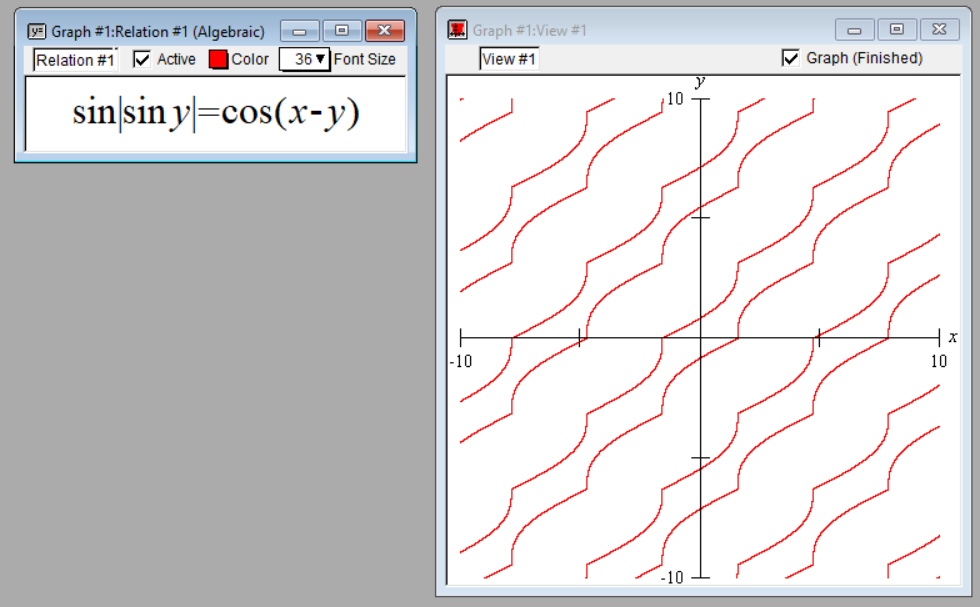 Graph #1:Relation #1 (Algebraic)
Relation #1 Active Color 36 Font Size
sin|sin y|=cos(x-y)
Graph #1:View #1
View #1 Graph (Finished)
y
10
x
-10
10
-10